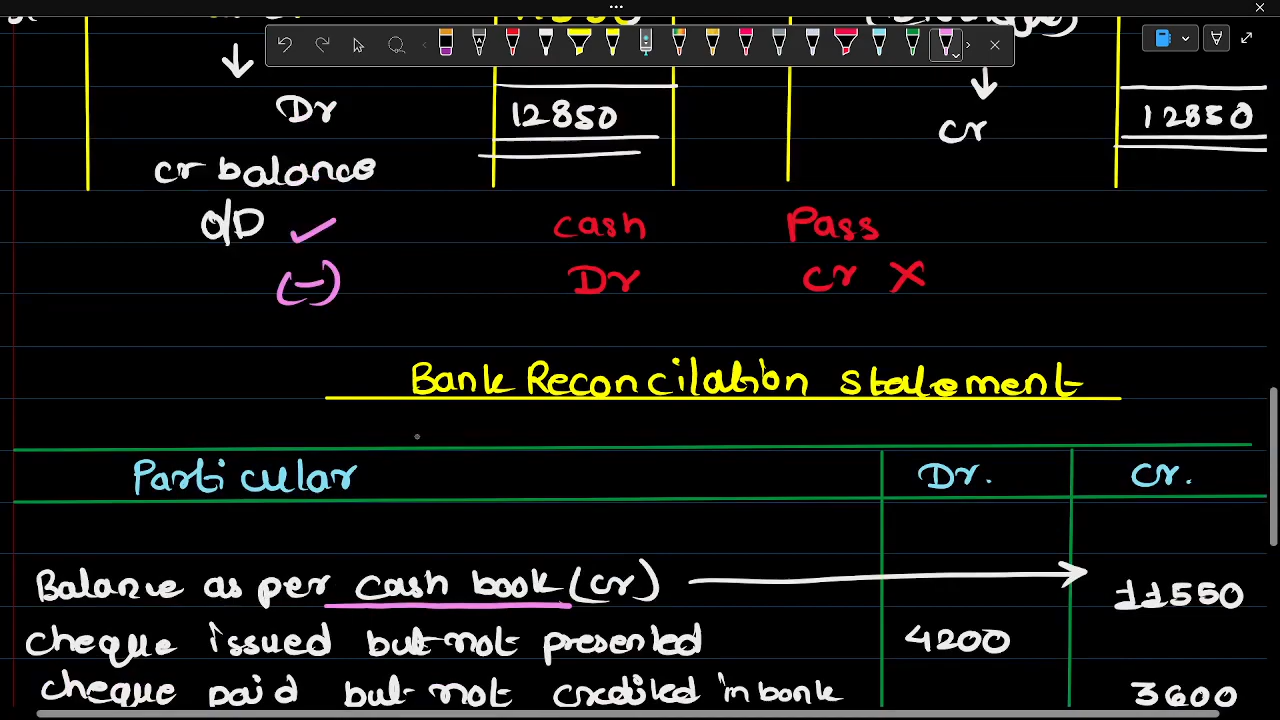 Dr 12850 cr 12850
cr balance
O/D ✓ cash Pass
(-) Dr cr X
Bank Reconcilation statement
Particular Dr. Cr.
Balance as per cash book (cr) 11550
cheque issued but not presented 4200
cheque paid but not credited in bank 3600